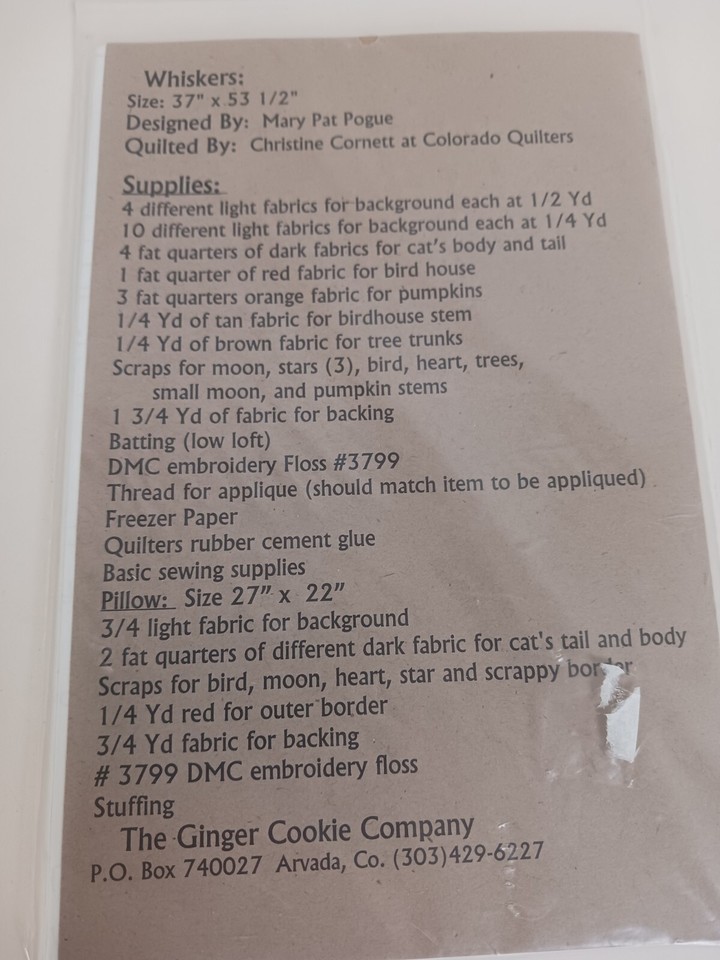 Whiskers:
Size: 37" x 53 1/2"
Designed By: Mary Pat Pogue
Quilted By: Christine Cornett at Colorado Quilters
Supplies:
4 different light fabrics for background each at 1/2 Yd
10 different light fabrics for background each at 1/4 Yd
4 fat quarters of dark fabrics for cat's body and tail
1 fat quarter of red fabric for bird house
3 fat quarters orange fabric for pumpkins
1/4 Yd of tan fabric for birdhouse stem
1/4 Yd of brown fabric for tree trunks
Scraps for moon, stars (3), bird, heart, trees,
small moon, and pumpkin stems
1 3/4 Yd of fabric for backing
Batting (low loft)
DMC embroidery Floss #3799
Thread for applique (should match item to be appliqued)
Freezer Paper
Quilters rubber cement glue
Basic sewing supplies
Pillow: Size 27" x 22"
3/4 light fabric for background
2 fat quarters of different dark fabric for cat's tail and body
Scraps for bird, moon, heart, star and scrappy border
1/4 Yd red for outer border
3/4 Yd fabric for backing
# 3799 DMC embroidery floss
Stuffing
The Ginger Cookie Company
P.O. Box 740027 Arvada, Co. (303)429-6227